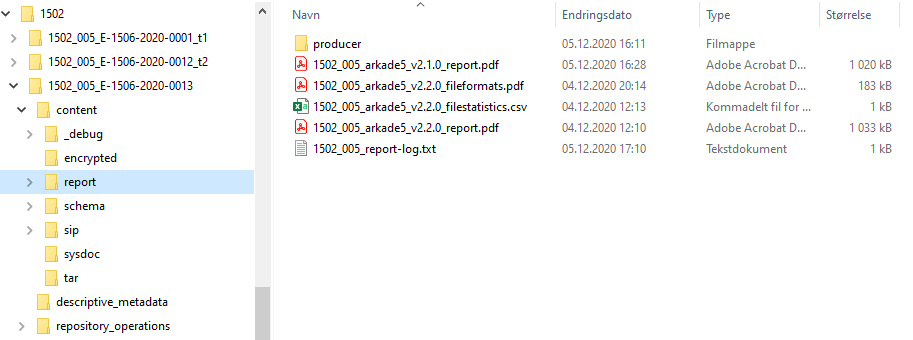 1502
1502_005_E-1506-2020-0001_t1
1502_005_E-1506-2020-0012_t2
1502_005_E-1506-2020-0013
content
_debug
encrypted
report
schema
sip
sysdoc
tar
descriptive_metadata
repository_operations
Navn Endringsdato Type Størrelse
producer 05.12.2020 16:11 Filmappe
1502_005_arkade5_v2.1.0_report.pdf 05.12.2020 16:28 Adobe Acrobat D... 1 020 kB
1502_005_arkade5_v2.2.0_fileformats.pdf 04.12.2020 20:14 Adobe Acrobat D... 183 kB
1502_005_arkade5_v2.2.0_filestatistics.csv 04.12.2020 12:13 Kommadelt fil for ... 1 kB
1502_005_arkade5_v2.2.0_report.pdf 04.12.2020 12:10 Adobe Acrobat D... 1 033 kB
1502_005_report-log.txt 05.12.2020 17:10 Tekstdokument 1 kB